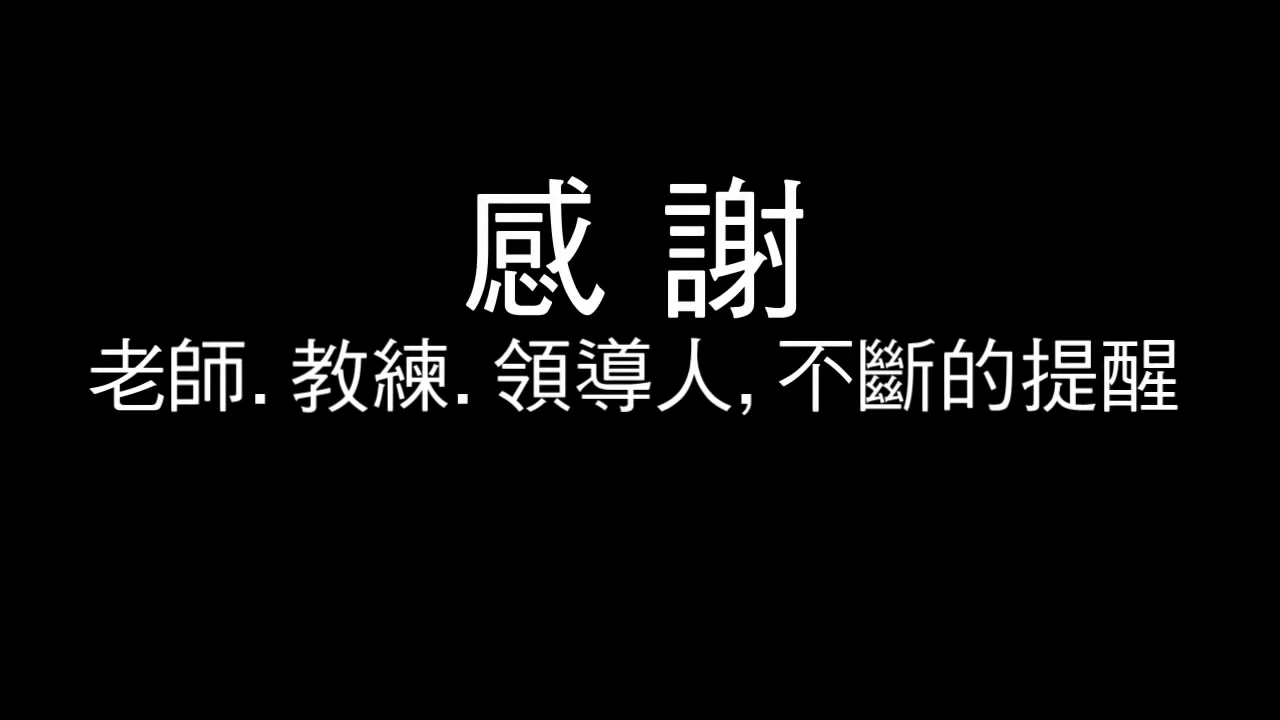 感 謝
老師. 教練. 領導人, 不斷的提醒